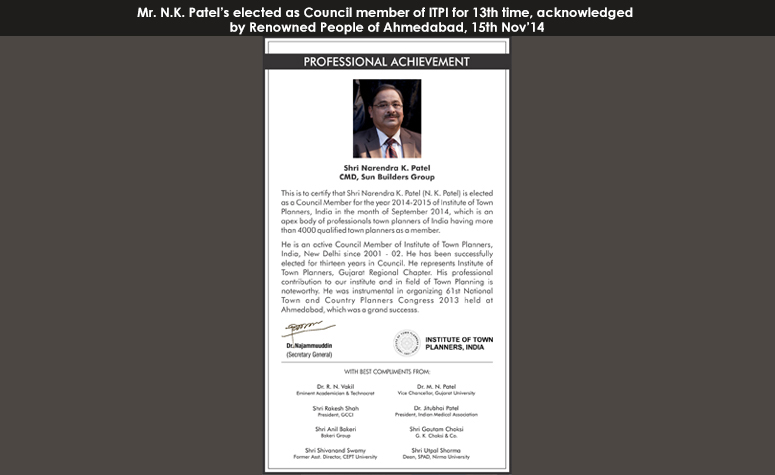 Mr. N.K. Patel's elected as Council member of ITPI for 13th time, acknowledged
by Renowned People of Ahmedabad, 15th Nov'14
PROFESSIONAL ACHIEVEMENT
Shri Narendra K. Patel
CMD, Sun Builders Group
This is to certify that Shri Narendra K. Patel (N. K. Patel) is elected
as a Council Member for the year 2014-2015 of Institute of Town
Planners, India in the month of September 2014, which is an
apex body of professionals town planners of India having more
than 4000 qualified town planners as a member.
He is an active Council Member of Institute of Town Planners,
India, New Delhi since 2001 - 02. He has been successfully
elected for thirteen years in Council. He represents Institute of
Town Planners, Gujarat Regional Chapter. His professional
contribution to our institute and in field of Town Planning is
noteworthy. He was instrumental in organizing 61st National
Town and Country Planners Congress 2013 held at
Ahmedabad, which was a grand successs.
Dr. Najammuuddin
(Secretary General)
INSTITUTE OF TOWN
PLANNERS, INDIA
WITH BEST COMPLIMENTS FROM:
Dr. R. N. Vakil
Eminent Academician & Technocrat
Dr. M. N. Patel
Vice Chancellor, Gujarat University
Shri Rakesh Shah
President, GCCI
Dr. Jitubhai Patel
President, Indian Medical Association
Shri Anil Bakeri
Bakeri Group
Shri Gautam Choksi
G. K. Choksi & Co.
Shri Shivanand Swamy
Former Asst. Director, CEPT University
Shri Utpal Sharma
Dean, SPAD, Nirma University